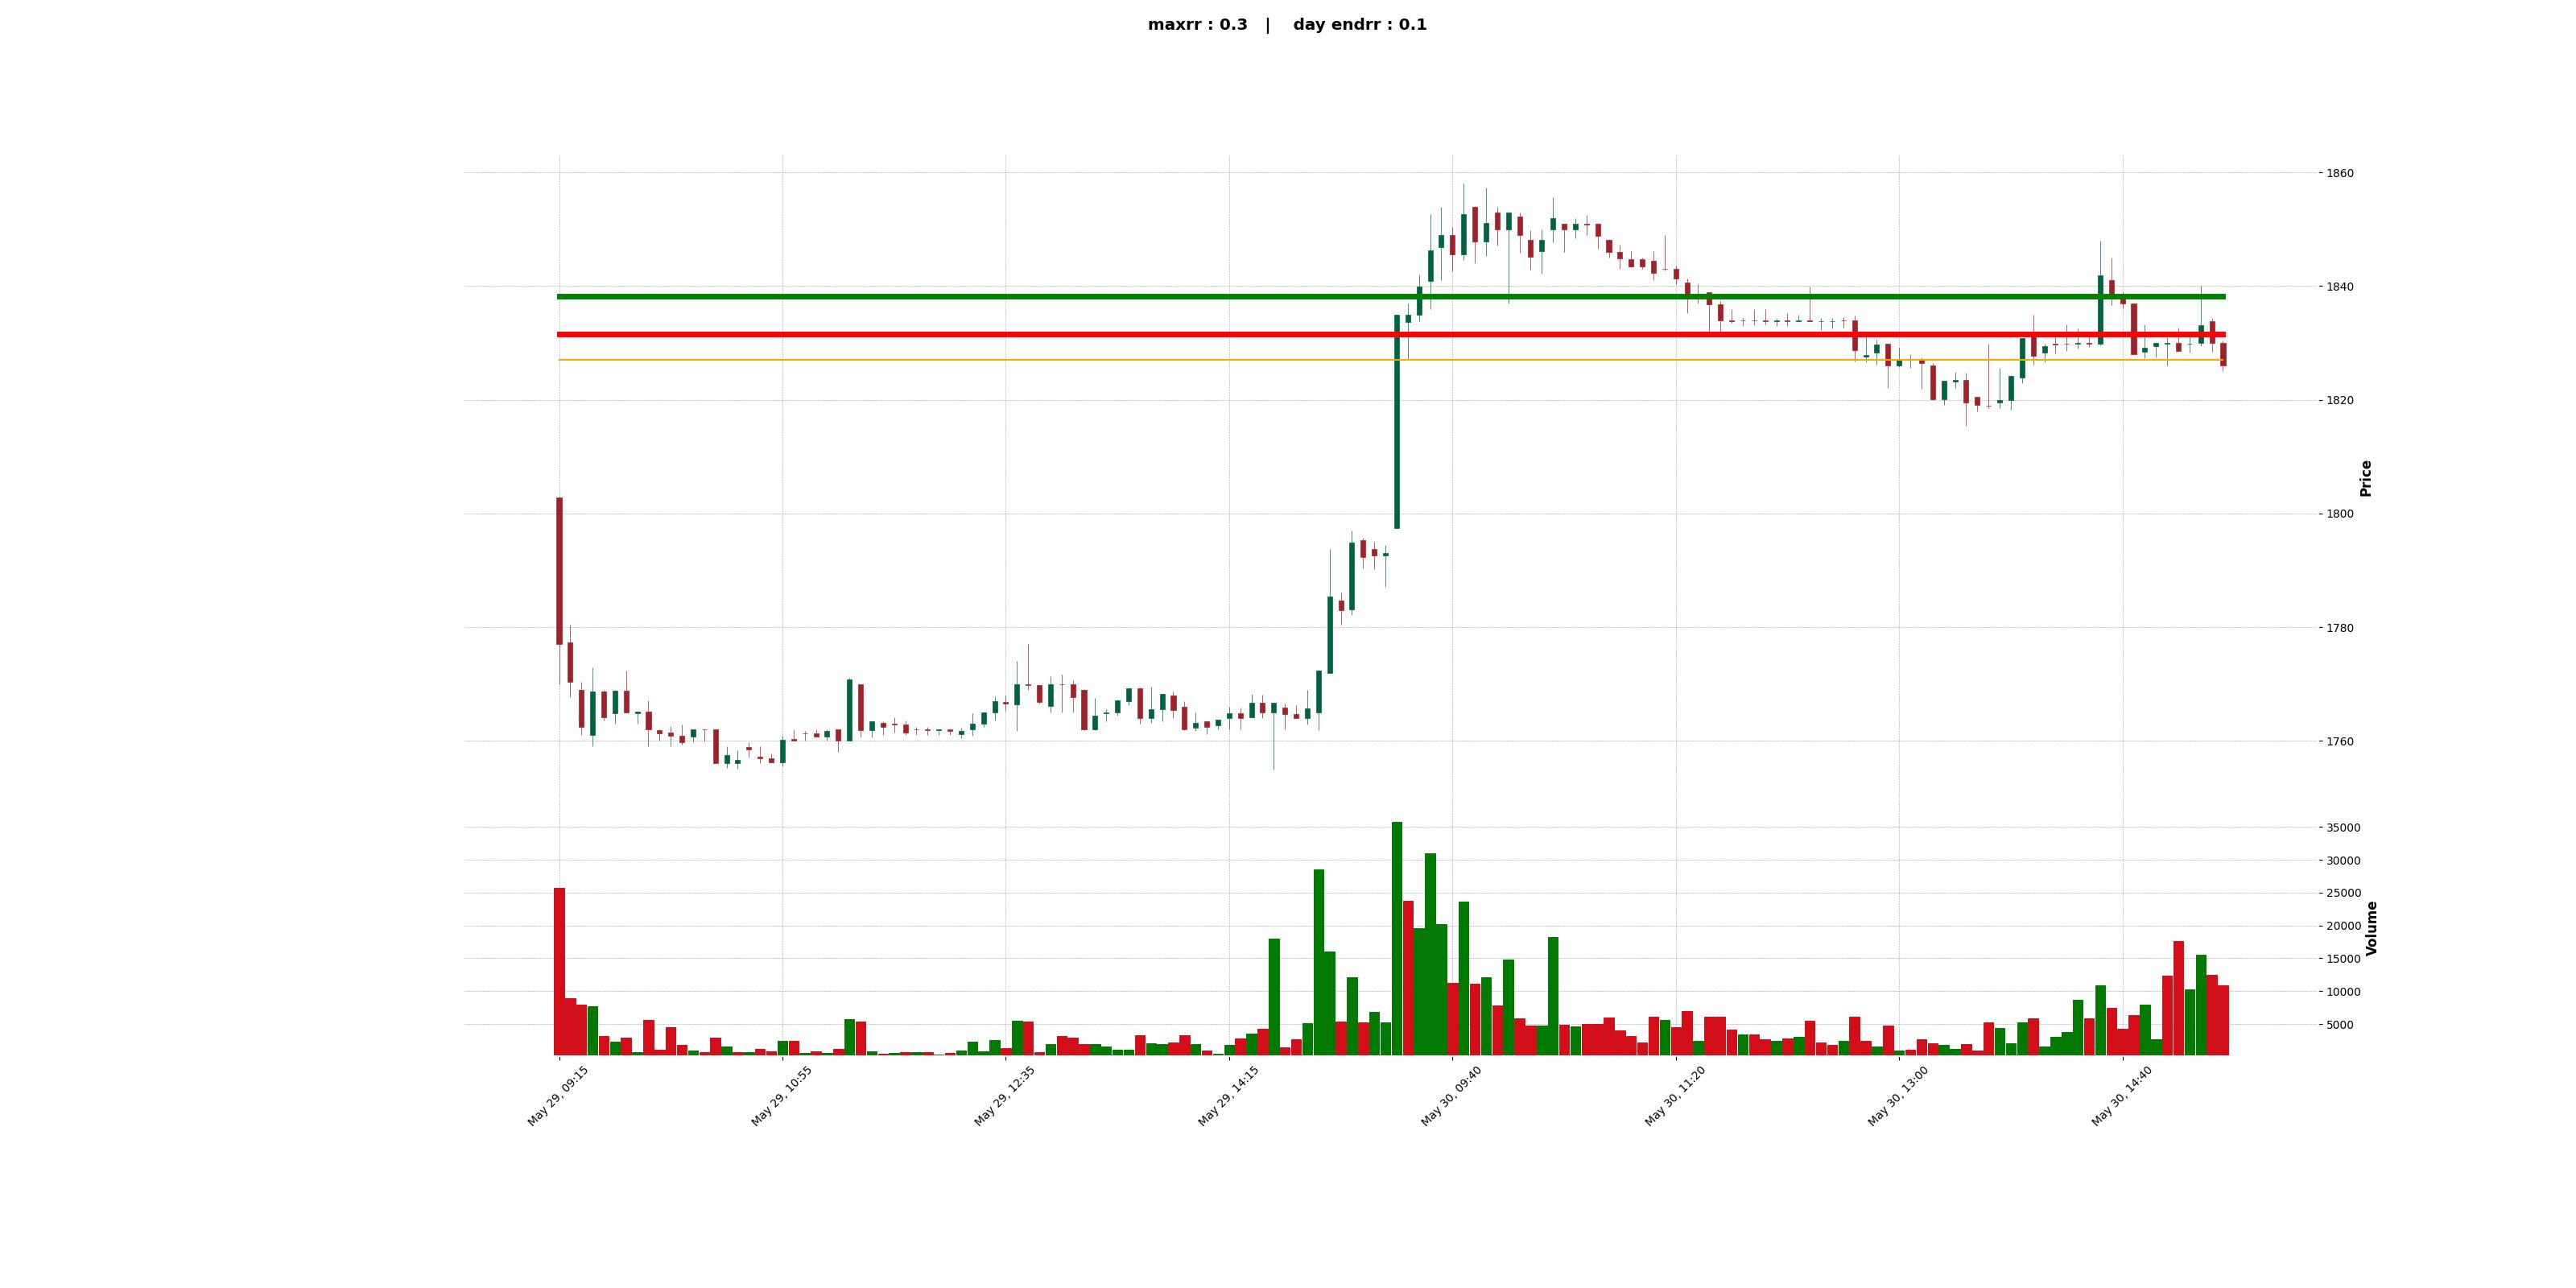 maxrr : 0.3 | day endrr : 0.1
1860
1840
1820
1800
1780
1760
Price
35000
30000
25000
20000
15000
10000
5000
Volume
May 29, 09:15
May 29, 10:55
May 29, 12:35
May 29, 14:15
May 30, 09:40
May 30, 11:20
May 30, 13:00
May 30, 14:40